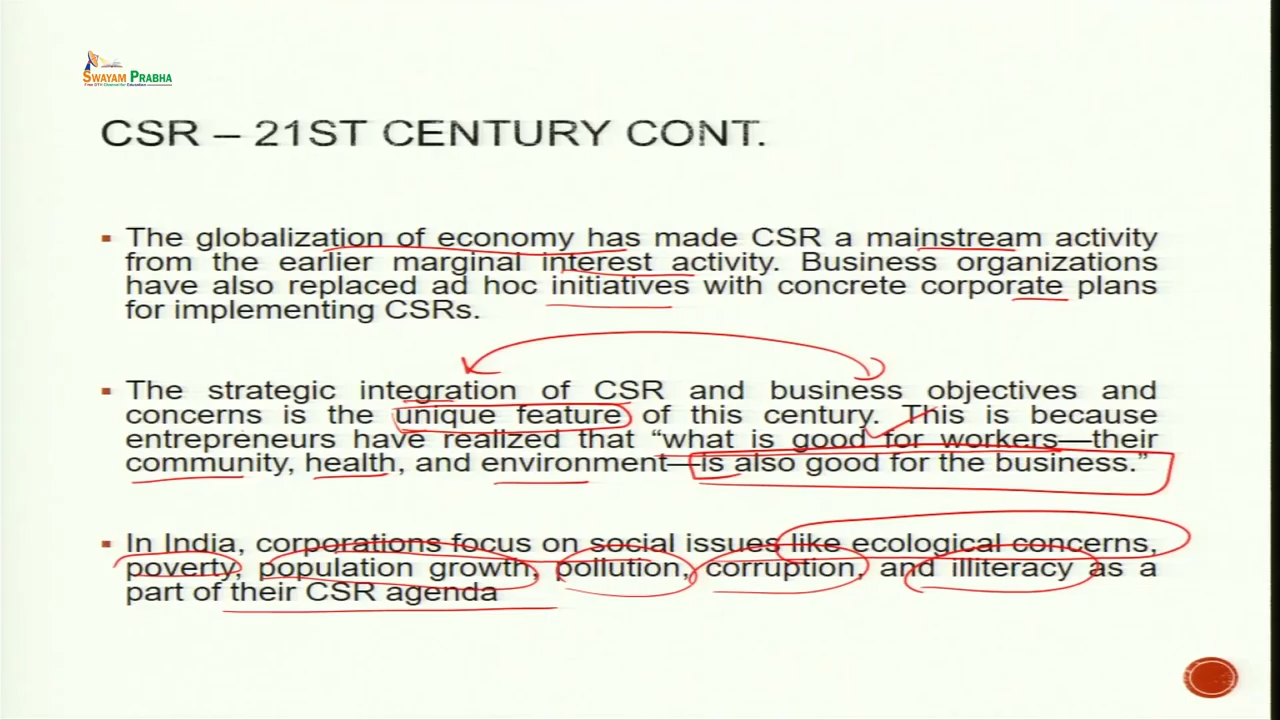 SWAYAM PRABHA
Free DTH Channel for Education
CSR – 21ST CENTURY CONT.
▪ The globalization of economy has made CSR a mainstream activity
from the earlier marginal interest activity. Business organizations
have also replaced ad hoc initiatives with concrete corporate plans
for implementing CSRs.
▪ The strategic integration of CSR and business objectives and
concerns is the unique feature of this century. This is because
entrepreneurs have realized that “what is good for workers—their
community, health, and environment—is also good for the business.”
▪ In India, corporations focus on social issues like ecological concerns,
poverty, population growth, pollution, corruption, and illiteracy as a
part of their CSR agenda